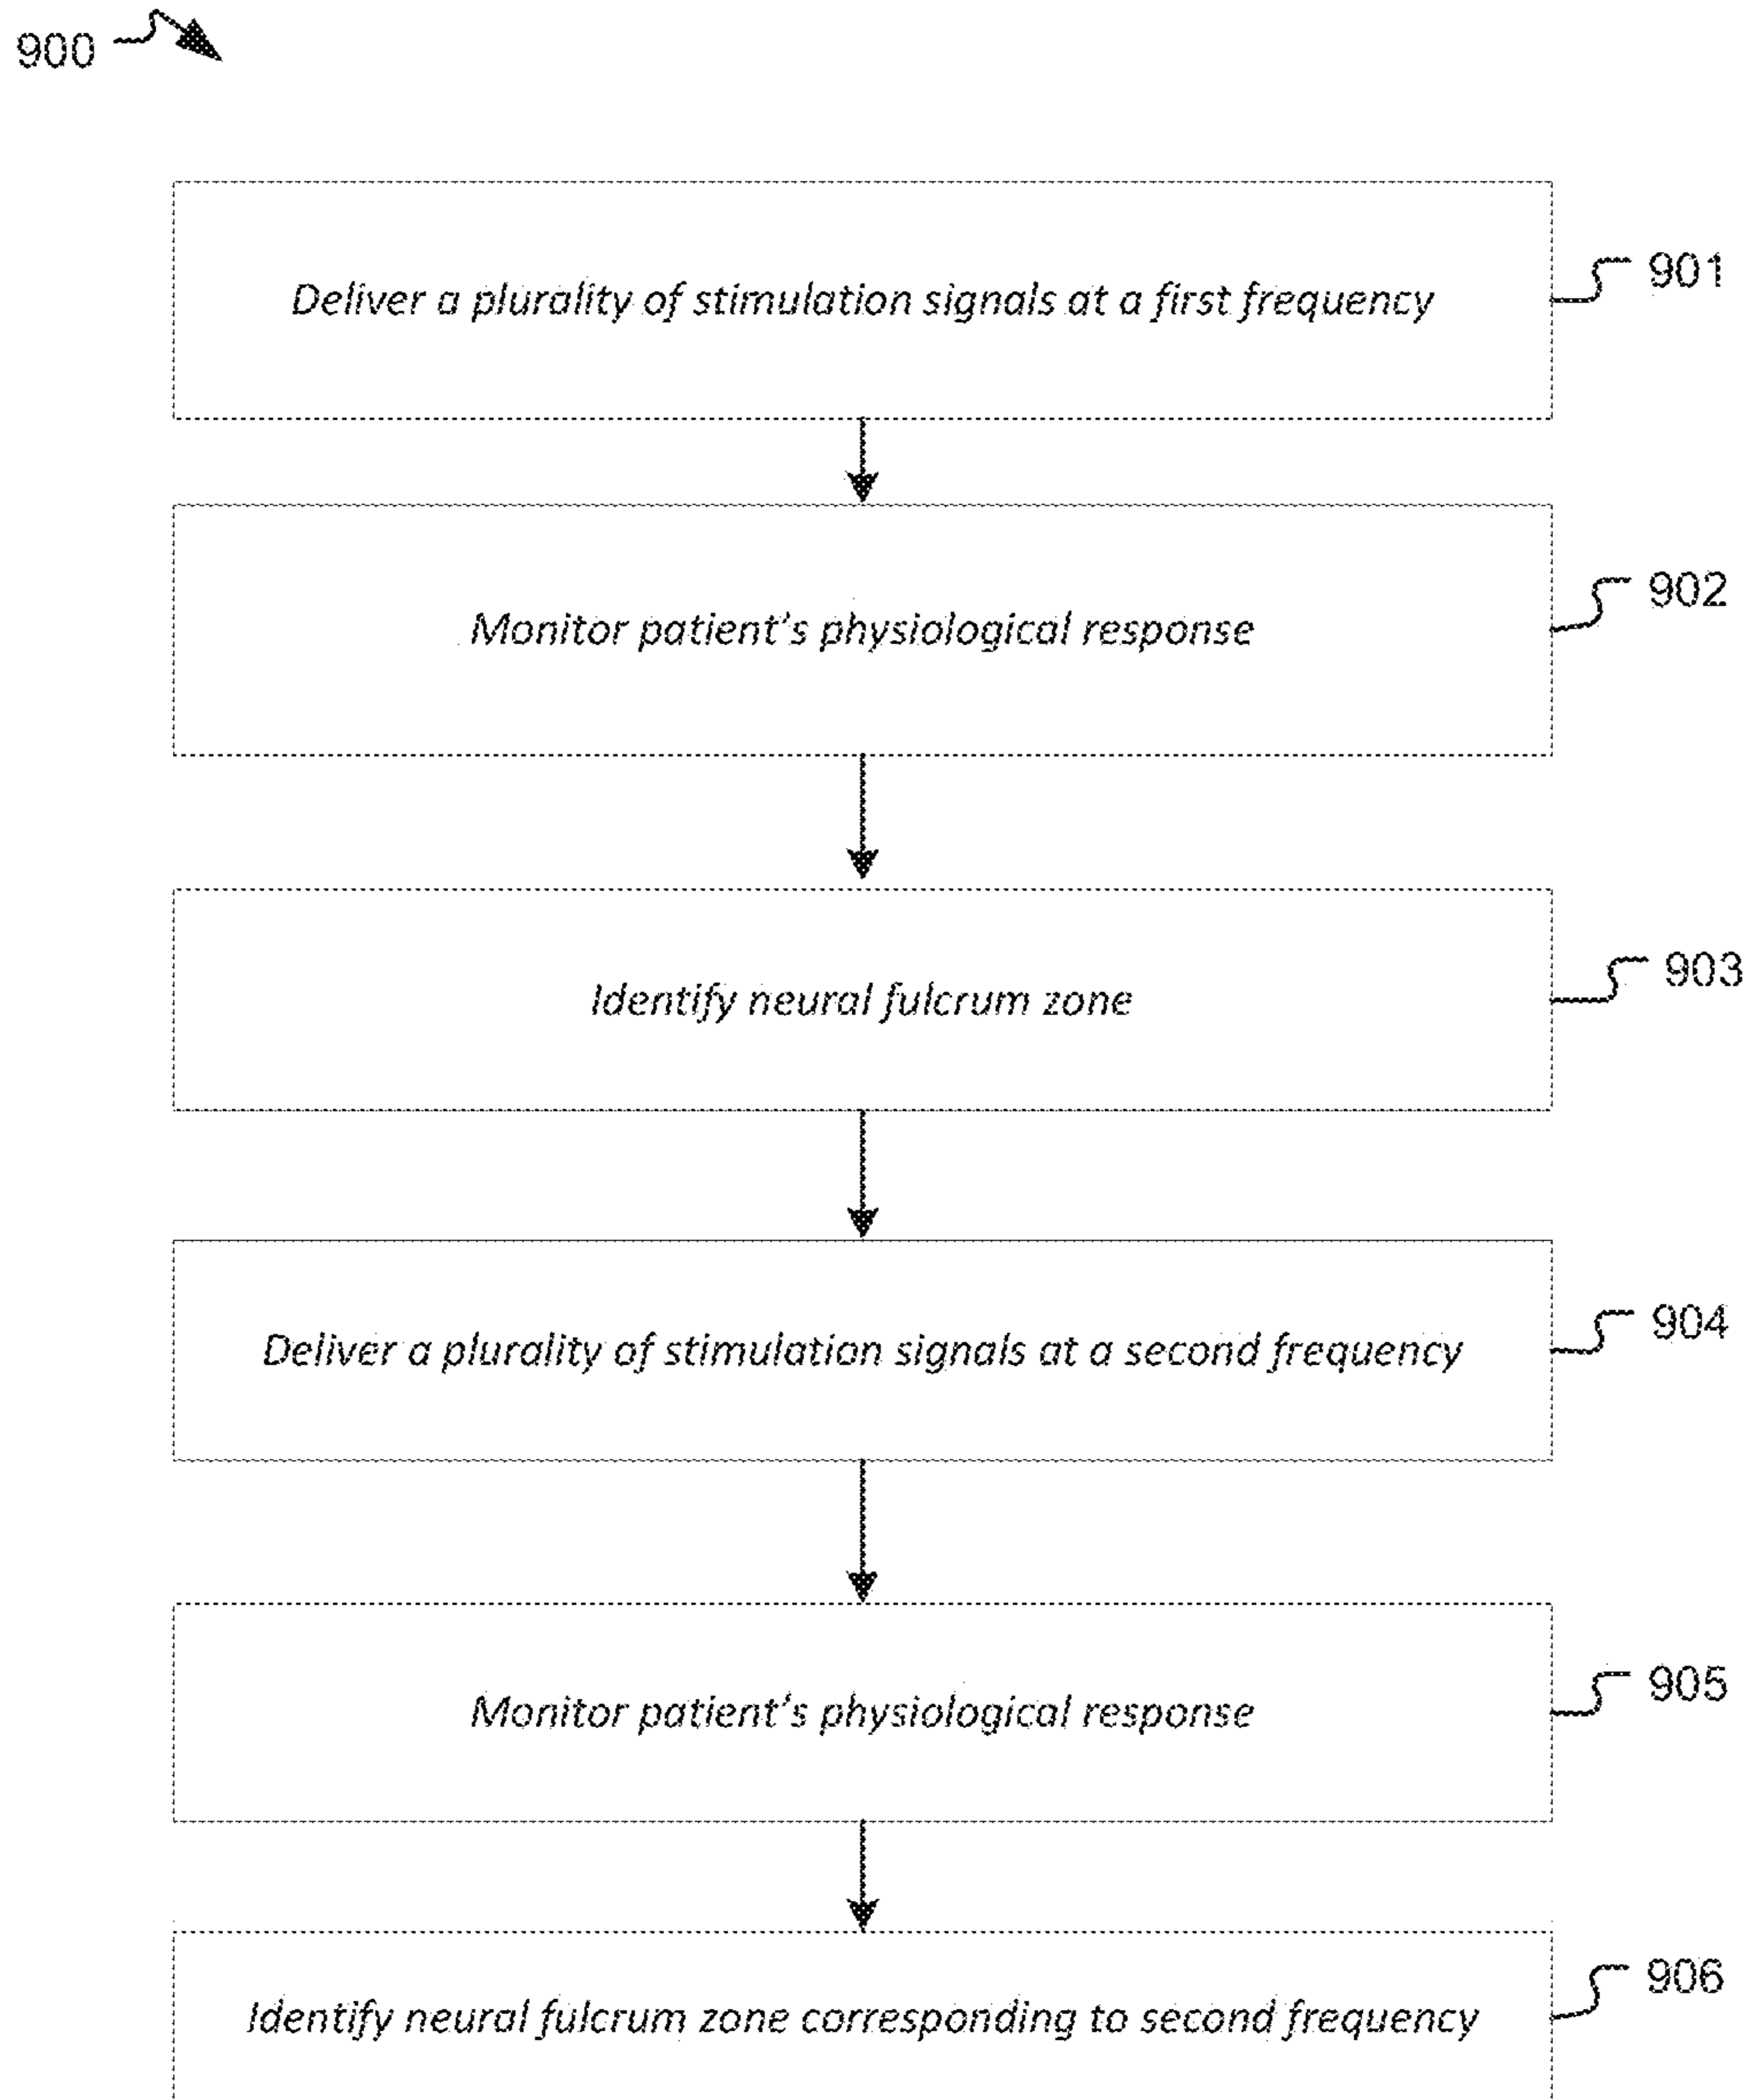 900
Deliver a plurality of stimulation signals at a first frequency
901
Monitor patient's physiological response
902
Identify neural fulcrum zone
903
Deliver a plurality of stimulation signals at a second frequency
904
Monitor patient's physiological response
905
Identify neural fulcrum zone corresponding to second frequency
906